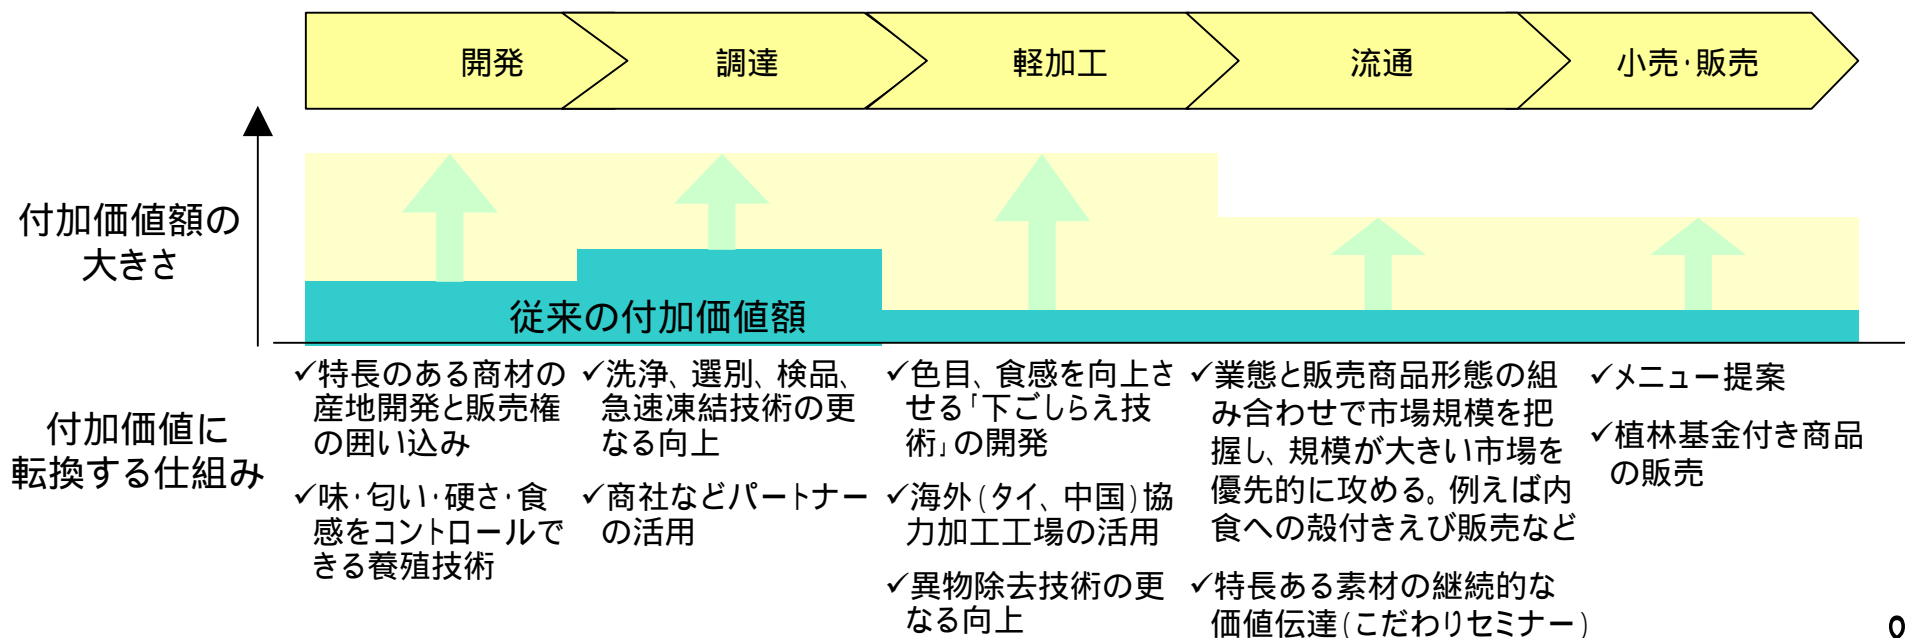 開発
調達
軽加工
流通
小売・販売
付加価値額の
大きさ
従来の付加価値額
付加価値に
転換する仕組み
✓特長のある商材の
産地開発と販売権
の囲い込み
✓味・匂い・硬さ・食
感をコントロールで
きる養殖技術
✓洗浄、選別、検品、
急速凍結技術の更
なる向上
✓商社などパートナー
の活用
✓色目、食感を向上さ
せる「下ごしらえ技
術」の開発
✓海外(タイ、中国)協
力加工工場の活用
✓異物除去技術の更
なる向上
✓業態と販売商品形態の組
み合わせで市場規模を把
握し、規模が大きい市場を
優先的に攻める。例えば内
食への殻付きえび販売など
✓特長ある素材の継続的な
価値伝達(こだわりセミナー)
✓メニュー提案
✓植林基金付き商品
の販売